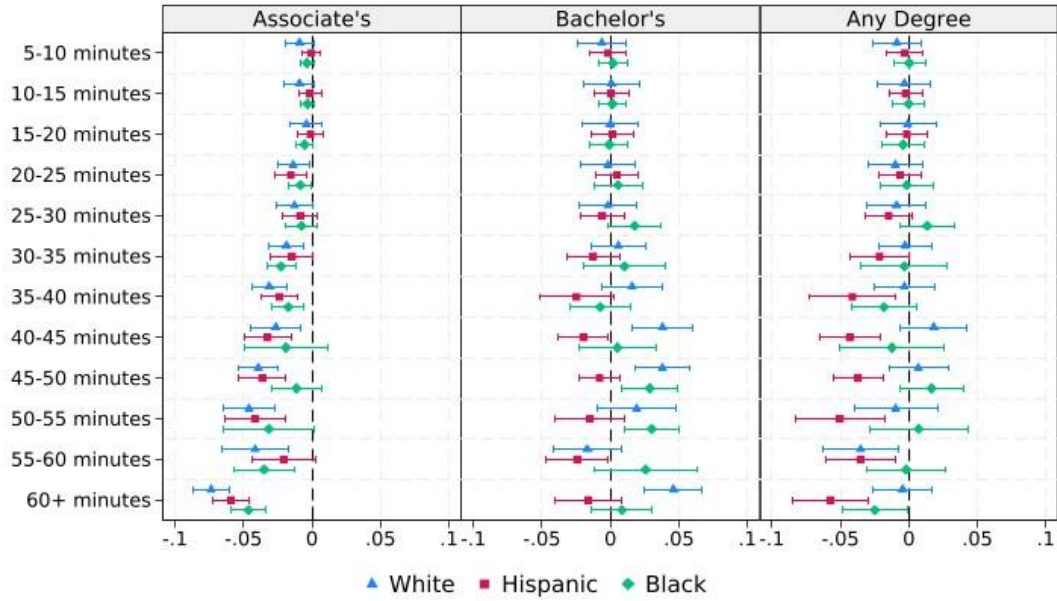 Associate's Bachelor's Any Degree
5-10 minutes
10-15 minutes
15-20 minutes
20-25 minutes
25-30 minutes
30-35 minutes
35-40 minutes
40-45 minutes
45-50 minutes
50-55 minutes
55-60 minutes
60+ minutes
-.1 -.05 0 .05 .1 -.1 -.05 0 .05 .1 -.1 -.05 0 .05 .1
White Hispanic Black